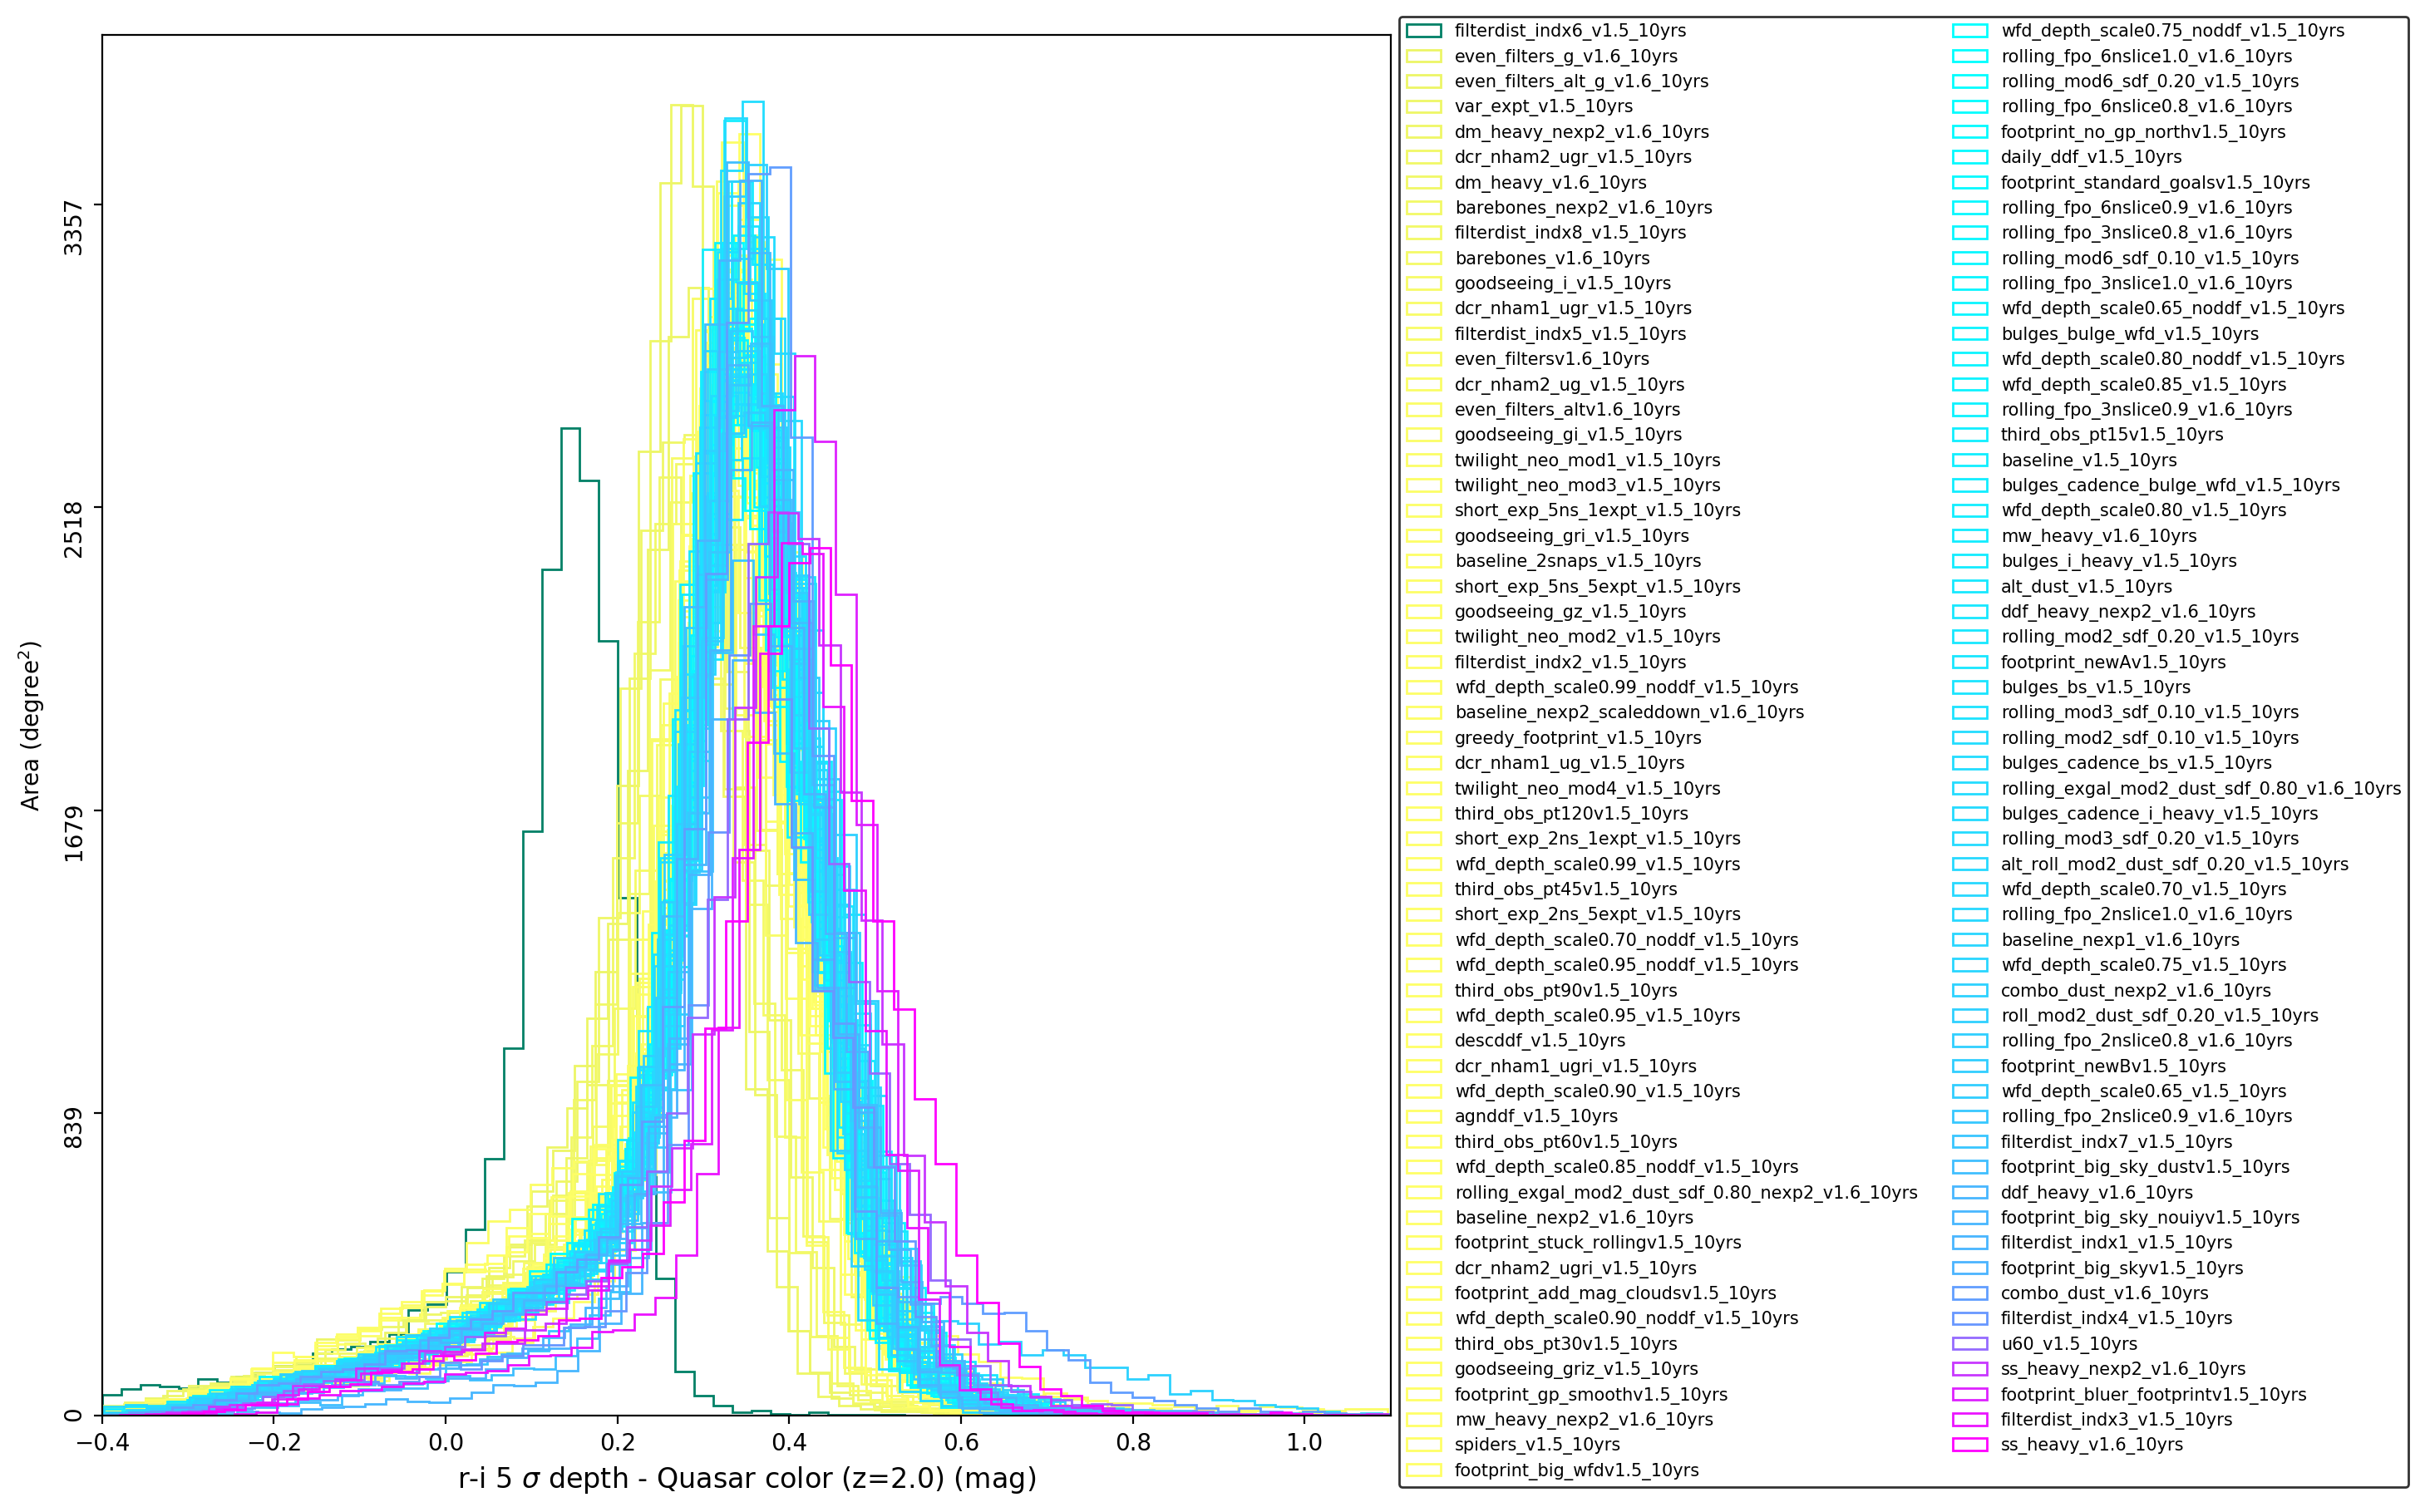 3357
2518
1679
839
0
Area (degree²)
−0.4 −0.2 0.0 0.2 0.4 0.6 0.8 1.0
r-i 5 σ depth - Quasar color (z=2.0) (mag)
filterdist_indx6_v1.5_10yrs
even_filters_g_v1.6_10yrs
even_filters_alt_g_v1.6_10yrs
var_expt_v1.5_10yrs
dm_heavy_nexp2_v1.6_10yrs
dcr_nham2_ugr_v1.5_10yrs
dm_heavy_v1.6_10yrs
barebones_nexp2_v1.6_10yrs
filterdist_indx8_v1.5_10yrs
barebones_v1.6_10yrs
goodseeing_i_v1.5_10yrs
dcr_nham1_ugr_v1.5_10yrs
filterdist_indx5_v1.5_10yrs
even_filtersv1.6_10yrs
dcr_nham2_ug_v1.5_10yrs
even_filters_altv1.6_10yrs
goodseeing_gi_v1.5_10yrs
twilight_neo_mod1_v1.5_10yrs
twilight_neo_mod3_v1.5_10yrs
short_exp_5ns_1expt_v1.5_10yrs
goodseeing_gri_v1.5_10yrs
baseline_2snaps_v1.5_10yrs
short_exp_5ns_5expt_v1.5_10yrs
goodseeing_gz_v1.5_10yrs
twilight_neo_mod2_v1.5_10yrs
filterdist_indx2_v1.5_10yrs
wfd_depth_scale0.99_noddf_v1.5_10yrs
baseline_nexp2_scaleddown_v1.6_10yrs
greedy_footprint_v1.5_10yrs
dcr_nham1_ug_v1.5_10yrs
twilight_neo_mod4_v1.5_10yrs
third_obs_pt120v1.5_10yrs
short_exp_2ns_1expt_v1.5_10yrs
wfd_depth_scale0.99_v1.5_10yrs
third_obs_pt45v1.5_10yrs
short_exp_2ns_5expt_v1.5_10yrs
wfd_depth_scale0.70_noddf_v1.5_10yrs
wfd_depth_scale0.95_noddf_v1.5_10yrs
third_obs_pt90v1.5_10yrs
wfd_depth_scale0.95_v1.5_10yrs
descddf_v1.5_10yrs
dcr_nham1_ugri_v1.5_10yrs
wfd_depth_scale0.90_v1.5_10yrs
agnddf_v1.5_10yrs
third_obs_pt60v1.5_10yrs
wfd_depth_scale0.85_noddf_v1.5_10yrs
rolling_exgal_mod2_dust_sdf_0.80_nexp2_v1.6_10yrs
baseline_nexp2_v1.6_10yrs
footprint_stuck_rollingv1.5_10yrs
dcr_nham2_ugri_v1.5_10yrs
footprint_add_mag_cloudsv1.5_10yrs
wfd_depth_scale0.90_noddf_v1.5_10yrs
third_obs_pt30v1.5_10yrs
goodseeing_griz_v1.5_10yrs
footprint_gp_smoothv1.5_10yrs
mw_heavy_nexp2_v1.6_10yrs
spiders_v1.5_10yrs
footprint_big_wfdv1.5_10yrs
wfd_depth_scale0.75_noddf_v1.5_10yrs
rolling_fpo_6nslice1.0_v1.6_10yrs
rolling_mod6_sdf_0.20_v1.5_10yrs
rolling_fpo_6nslice0.8_v1.6_10yrs
footprint_no_gp_northv1.5_10yrs
daily_ddf_v1.5_10yrs
footprint_standard_goalsv1.5_10yrs
rolling_fpo_6nslice0.9_v1.6_10yrs
rolling_fpo_3nslice0.8_v1.6_10yrs
rolling_mod6_sdf_0.10_v1.5_10yrs
rolling_fpo_3nslice1.0_v1.6_10yrs
wfd_depth_scale0.65_noddf_v1.5_10yrs
bulges_bulge_wfd_v1.5_10yrs
wfd_depth_scale0.80_noddf_v1.5_10yrs
wfd_depth_scale0.85_v1.5_10yrs
rolling_fpo_3nslice0.9_v1.6_10yrs
third_obs_pt15v1.5_10yrs
baseline_v1.5_10yrs
bulges_cadence_bulge_wfd_v1.5_10yrs
wfd_depth_scale0.80_v1.5_10yrs
mw_heavy_v1.6_10yrs
bulges_i_heavy_v1.5_10yrs
alt_dust_v1.5_10yrs
ddf_heavy_nexp2_v1.6_10yrs
rolling_mod2_sdf_0.20_v1.5_10yrs
footprint_newAv1.5_10yrs
bulges_bs_v1.5_10yrs
rolling_mod3_sdf_0.10_v1.5_10yrs
rolling_mod2_sdf_0.10_v1.5_10yrs
bulges_cadence_bs_v1.5_10yrs
rolling_exgal_mod2_dust_sdf_0.80_v1.6_10yrs
bulges_cadence_i_heavy_v1.5_10yrs
rolling_mod3_sdf_0.20_v1.5_10yrs
alt_roll_mod2_dust_sdf_0.20_v1.5_10yrs
wfd_depth_scale0.70_v1.5_10yrs
rolling_fpo_2nslice1.0_v1.6_10yrs
baseline_nexp1_v1.6_10yrs
wfd_depth_scale0.75_v1.5_10yrs
combo_dust_nexp2_v1.6_10yrs
roll_mod2_dust_sdf_0.20_v1.5_10yrs
rolling_fpo_2nslice0.8_v1.6_10yrs
footprint_newBv1.5_10yrs
wfd_depth_scale0.65_v1.5_10yrs
rolling_fpo_2nslice0.9_v1.6_10yrs
filterdist_indx7_v1.5_10yrs
footprint_big_sky_dustv1.5_10yrs
ddf_heavy_v1.6_10yrs
footprint_big_sky_nouiyv1.5_10yrs
filterdist_indx1_v1.5_10yrs
footprint_big_skyv1.5_10yrs
combo_dust_v1.6_10yrs
filterdist_indx4_v1.5_10yrs
u60_v1.5_10yrs
ss_heavy_nexp2_v1.6_10yrs
footprint_bluer_footprintv1.5_10yrs
filterdist_indx3_v1.5_10yrs
ss_heavy_v1.6_10yrs